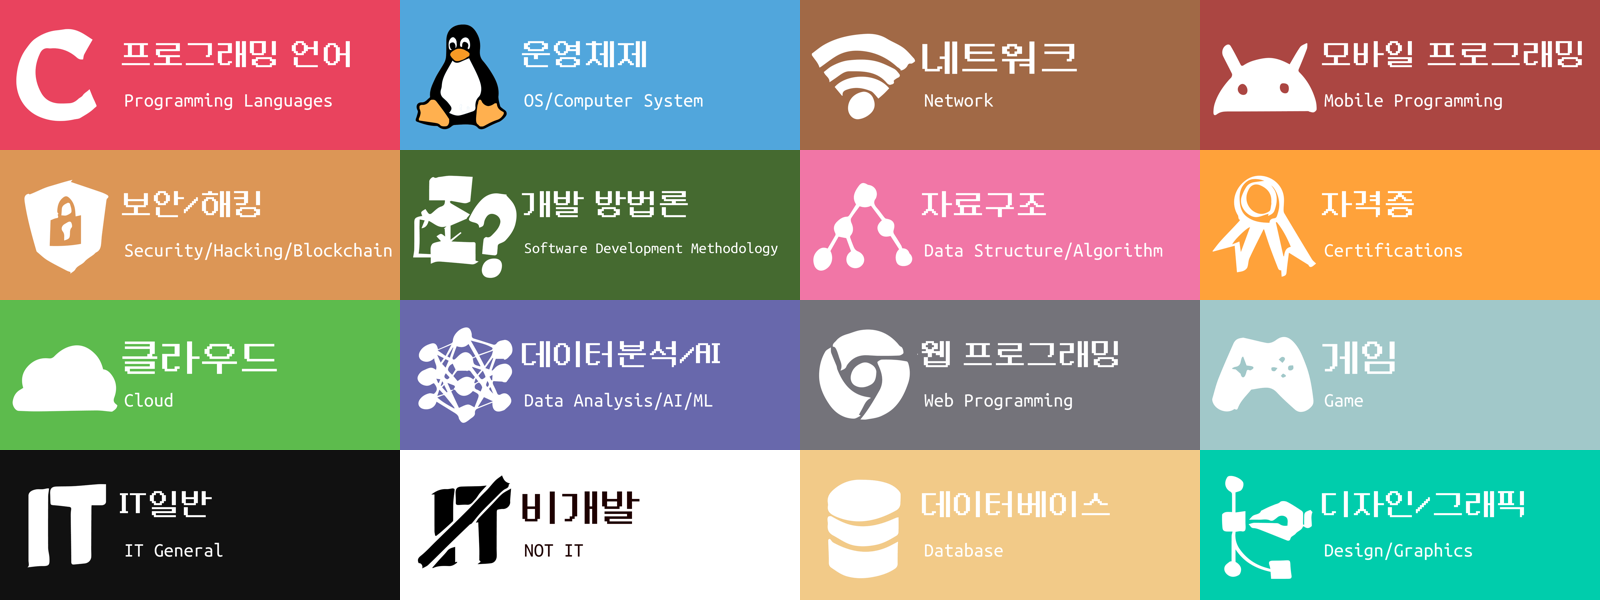 C
프로그래밍 언어
Programming Languages
운영체제
OS/Computer System
네트워크
Network
모바일 프로그래밍
Mobile Programming
보안/해킹
Security/Hacking/Blockchain
?
개발 방법론
Software Development Methodology
자료구조
Data Structure/Algorithm
자격증
Certifications
클라우드
Cloud
데이터분석/AI
Data Analysis/AI/ML
웹 프로그래밍
Web Programming
게임
Game
IT
IT일반
IT General
IT
비개발
NOT IT
데이터베이스
Database
디자인/그래픽
Design/Graphics